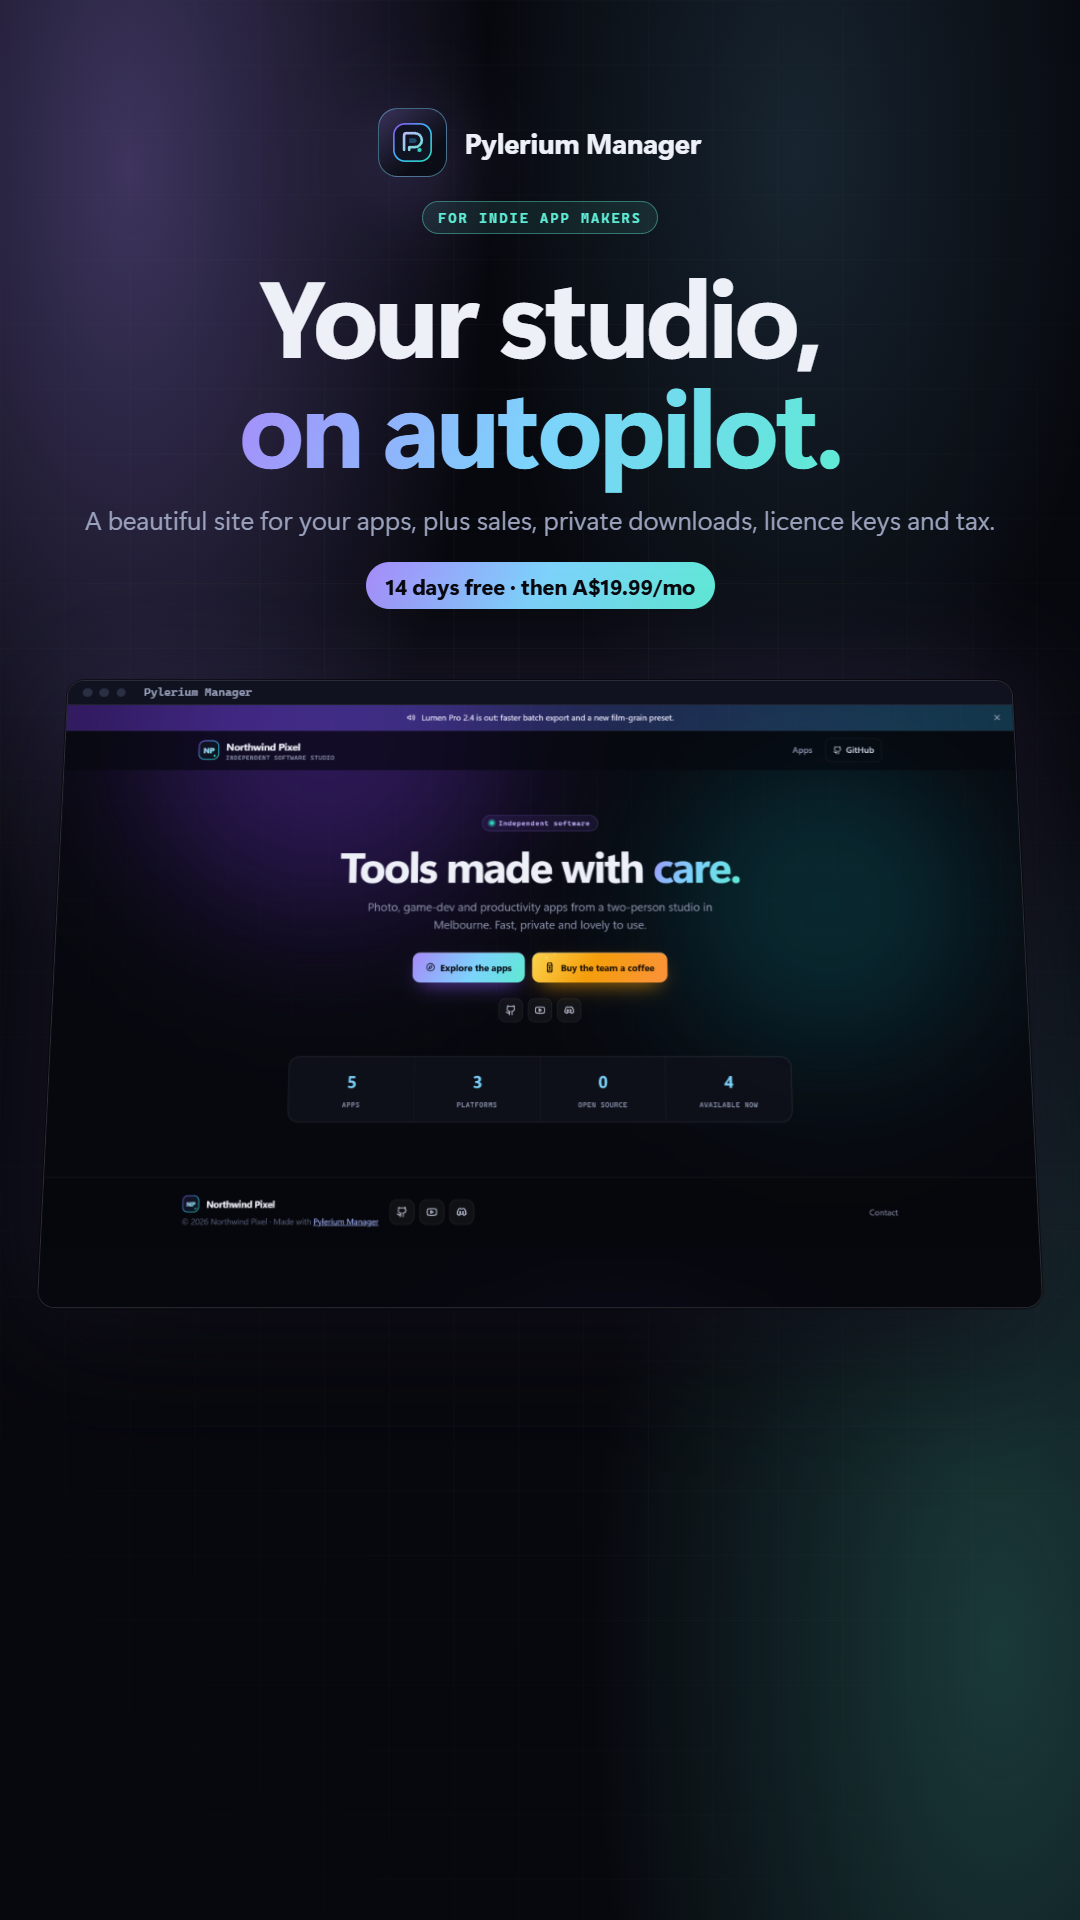 Pylerium Manager
FOR INDIE APP MAKERS
Your studio,
on autopilot.
A beautiful site for your apps, plus sales, private downloads, licence keys and tax.
14 days free · then A$19.99/mo
Pylerium Manager
Lumen Pro 2.4 is out: faster batch export and a new film-grain preset.
NP
Northwind Pixel
INDEPENDENT SOFTWARE STUDIO
Apps
GitHub
Independent software
Tools made with care.
Photo, game-dev and productivity apps from a two-person studio in
Melbourne. Fast, private and lovely to use.
Explore the apps
Buy the team a coffee
5
3
0
4
APPS
PLATFORMS
OPEN SOURCE
AVAILABLE NOW
NP
Northwind Pixel
© 2026 Northwind Pixel · Made with Pylerium Manager
Contact